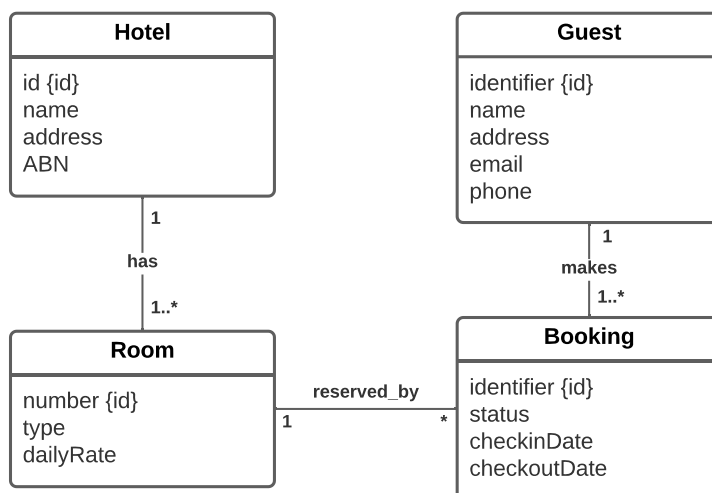 Hotel
id {id}
name
address
ABN
Guest
identifier {id}
name
address
email
phone
1
has
1..*
1
makes
1..*
Room
number {id}
type
dailyRate
reserved_by
1
*
Booking
identifier {id}
status
checkinDate
checkoutDate